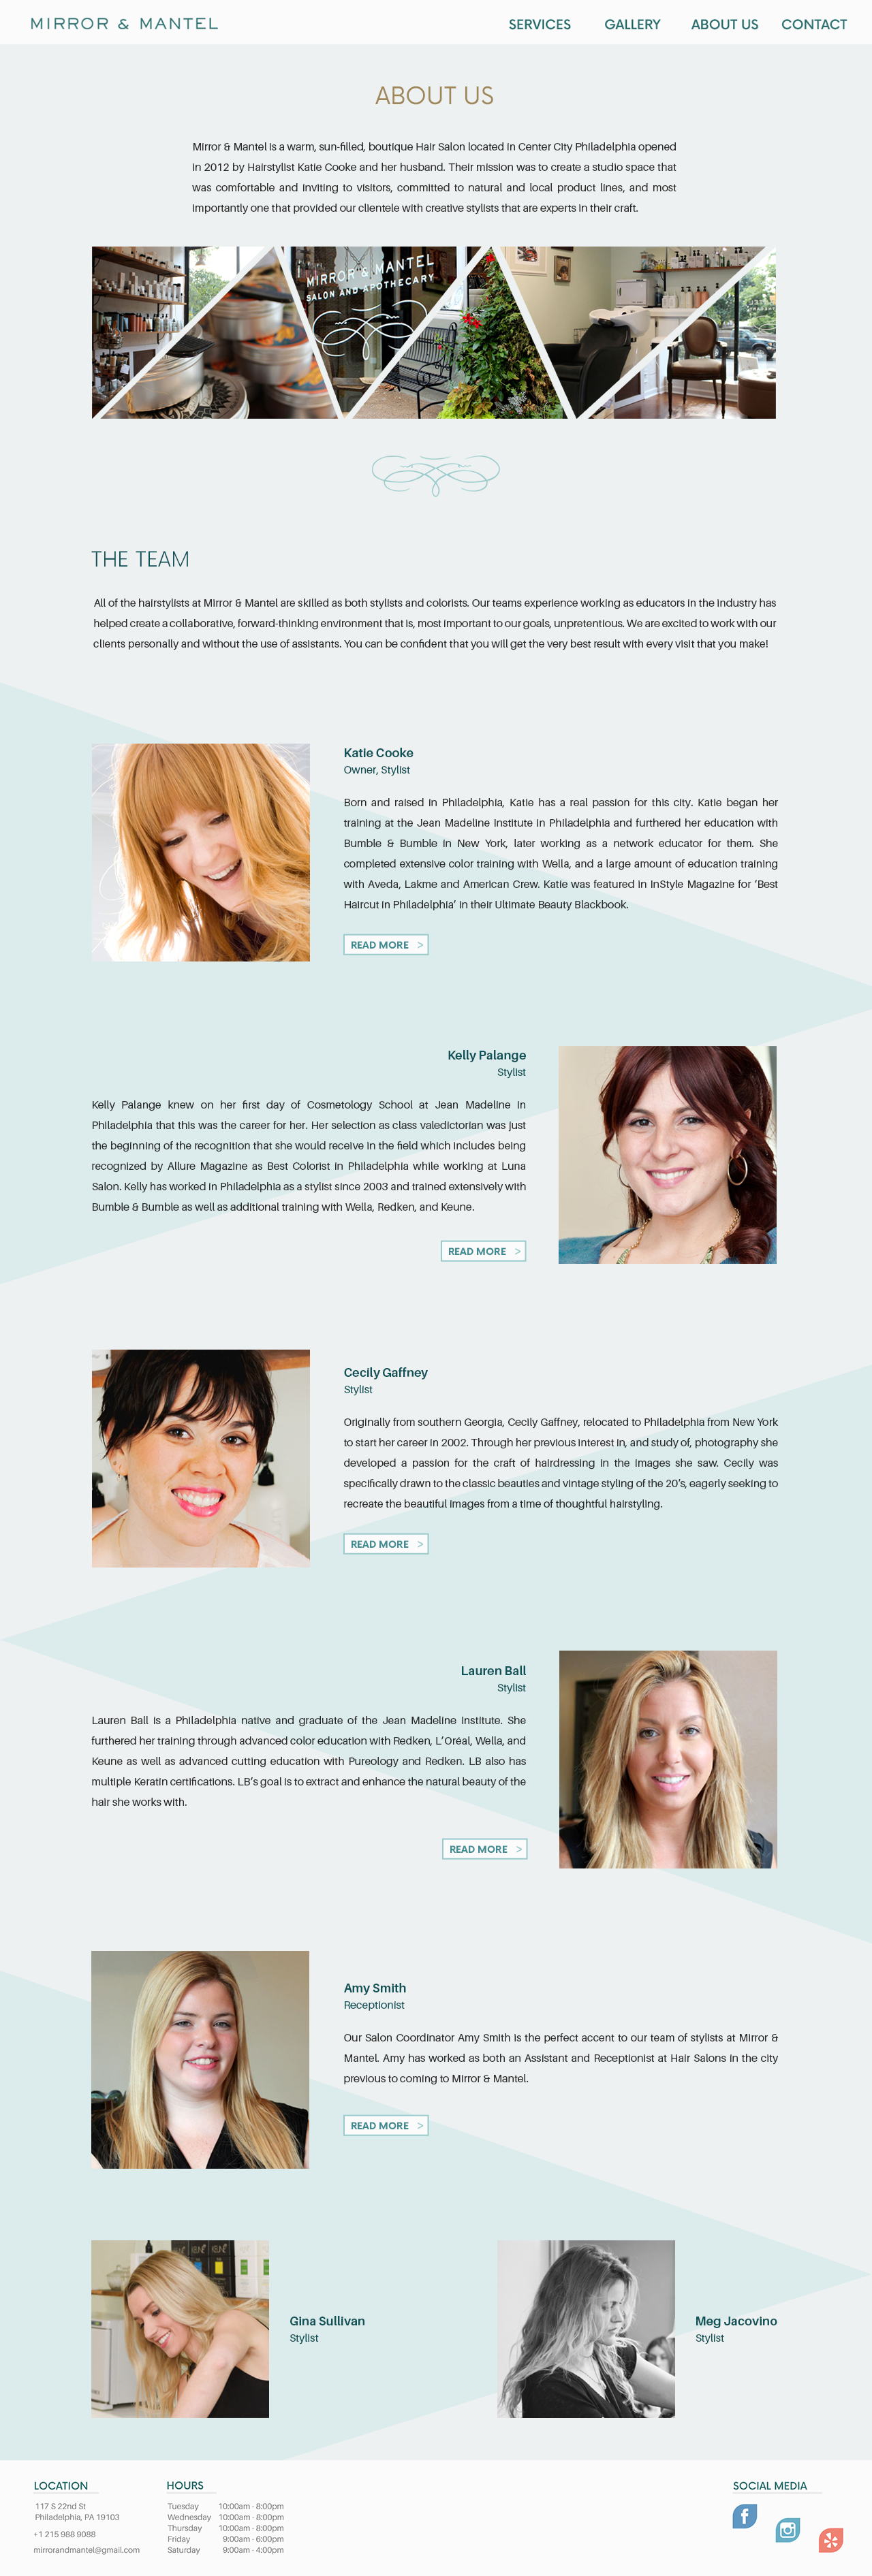 MIRROR & MANTEL
SERVICES GALLERY ABOUT US CONTACT
ABOUT US
Mirror & Mantel is a warm, sun-filled, boutique Hair Salon located in Center City Philadelphia opened
in 2012 by Hairstylist Katie Cooke and her husband. Their mission was to create a studio space that
was comfortable and inviting to visitors, committed to natural and local product lines, and most
importantly one that provided our clientele with creative stylists that are experts in their craft.
MIRROR & MANTEL
SALON AND APOTHECARY
THE TEAM
All of the hairstylists at Mirror & Mantel are skilled as both stylists and colorists. Our teams experience working as educators in the industry has
helped create a collaborative, forward-thinking environment that is, most important to our goals, unpretentious. We are excited to work with our
clients personally and without the use of assistants. You can be confident that you will get the very best result with every visit that you make!
Katie Cooke
Owner, Stylist
Born and raised in Philadelphia, Katie has a real passion for this city. Katie began her
training at the Jean Madeline Institute in Philadelphia and furthered her education with
Bumble & Bumble in New York, later working as a network educator for them. She
completed extensive color training with Wella, and a large amount of education training
with Aveda, Lakme and American Crew. Katie was featured in InStyle Magazine for ‘Best
Haircut in Philadelphia’ in their Ultimate Beauty Blackbook.
READ MORE >
Kelly Palange
Stylist
Kelly Palange knew on her first day of Cosmetology School at Jean Madeline in
Philadelphia that this was the career for her. Her selection as class valedictorian was just
the beginning of the recognition that she would receive in the field which includes being
recognized by Allure Magazine as Best Colorist in Philadelphia while working at Luna
Salon. Kelly has worked in Philadelphia as a stylist since 2003 and trained extensively with
Bumble & Bumble as well as additional training with Wella, Redken, and Keune.
READ MORE >
Cecily Gaffney
Stylist
Originally from southern Georgia, Cecily Gaffney, relocated to Philadelphia from New York
to start her career in 2002. Through her previous interest in, and study of, photography she
developed a passion for the craft of hairdressing in the images she saw. Cecily was
specifically drawn to the classic beauties and vintage styling of the 20’s, eagerly seeking to
recreate the beautiful images from a time of thoughtful hairstyling.
READ MORE >
Lauren Ball
Stylist
Lauren Ball is a Philadelphia native and graduate of the Jean Madeline Institute. She
furthered her training through advanced color education with Redken, L’Oréal, Wella, and
Keune as well as advanced cutting education with Pureology and Redken. LB also has
multiple Keratin certifications. LB’s goal is to extract and enhance the natural beauty of the
hair she works with.
READ MORE >
Amy Smith
Receptionist
Our Salon Coordinator Amy Smith is the perfect accent to our team of stylists at Mirror &
Mantel. Amy has worked as both an Assistant and Receptionist at Hair Salons in the city
previous to coming to Mirror & Mantel.
READ MORE >
Gina Sullivan
Stylist
Meg Jacovino
Stylist
LOCATION
117 S 22nd St
Philadelphia, PA 19103
+1 215 988 9088
mirrorandmantel@gmail.com
HOURS
Tuesday 10:00am - 8:00pm
Wednesday 10:00am - 8:00pm
Thursday 10:00am - 8:00pm
Friday 9:00am - 6:00pm
Saturday 9:00am - 4:00pm
SOCIAL MEDIA